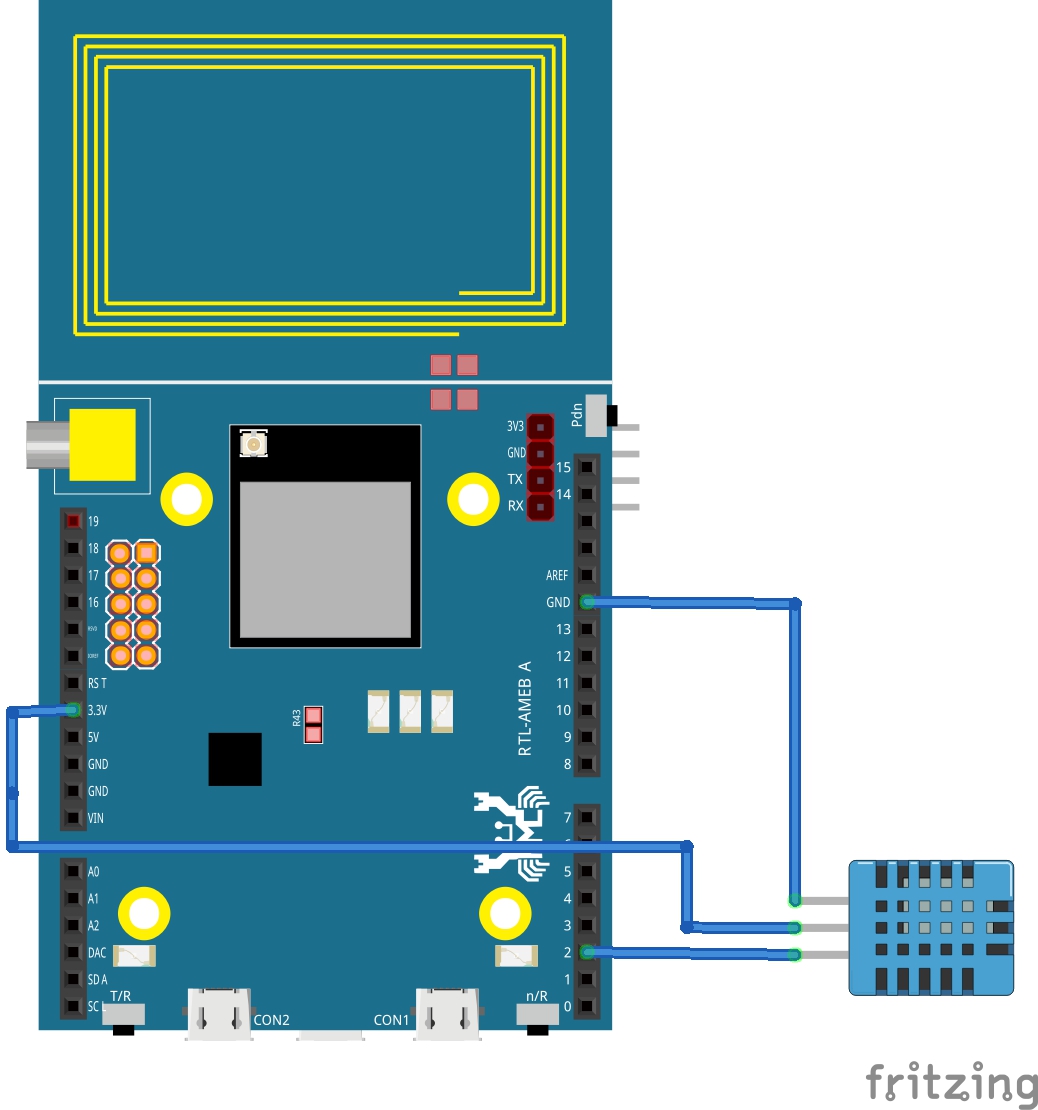 Pdn
3V3
GND
TX
RX
15
14
AREF
GND
13
12
11
10
9
8
7
5
4
3
2
1
0
RTL-AMEB A
19
18
17
16
RS T
3.3V
5V
GND
GND
VIN
A0
A1
A2
DAC
SD A
SC L
R43
T/R
CON2
CON1
n/R
fritzing